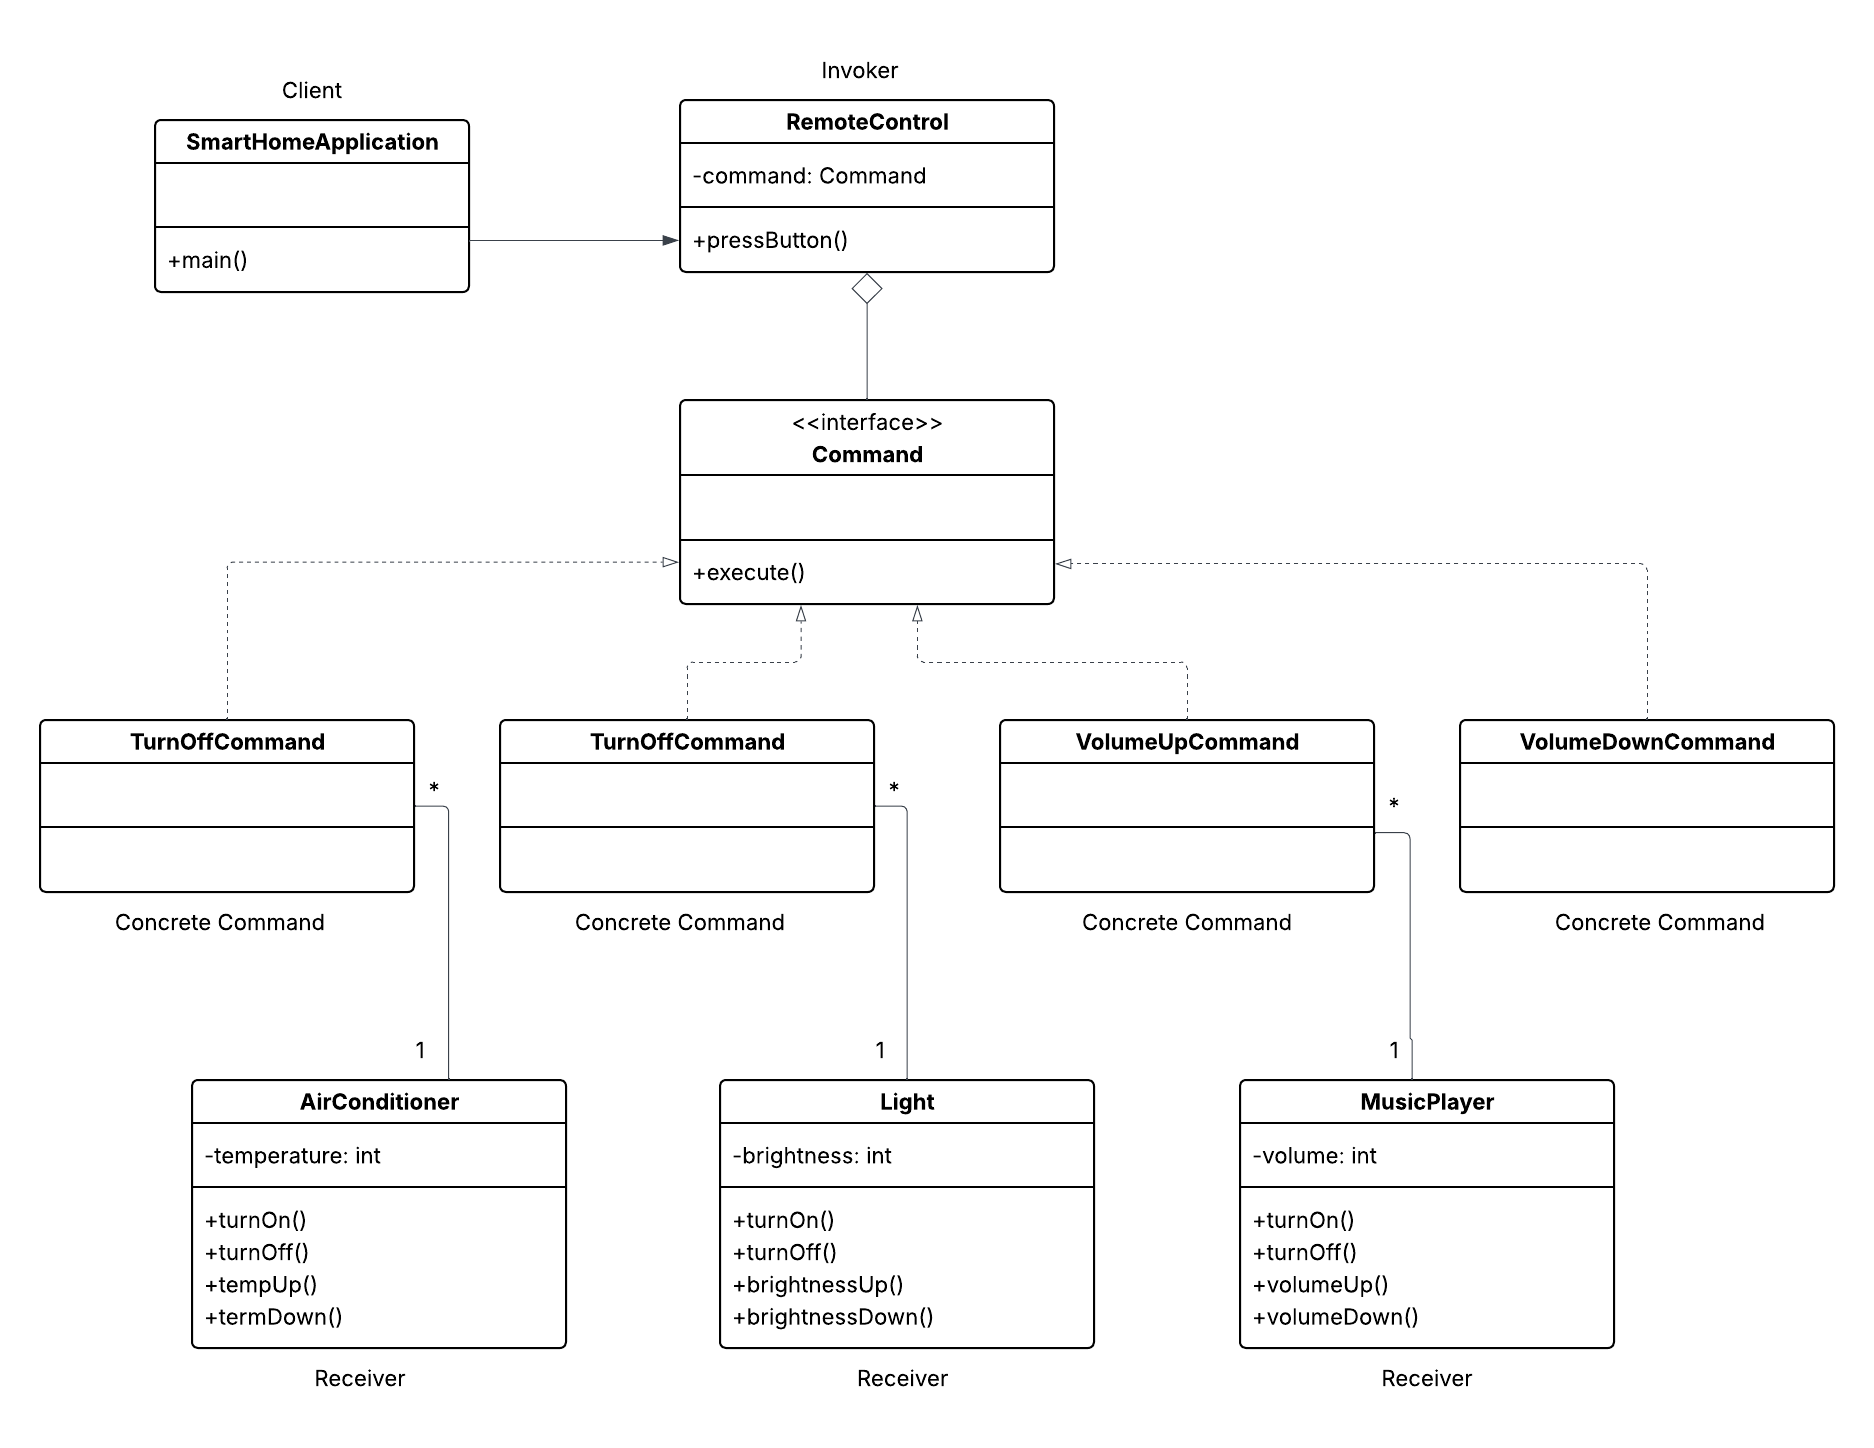 Client
SmartHomeApplication
+main()
Invoker
RemoteControl
-command: Command
+pressButton()
<<interface>>
Command
+execute()
TurnOffCommand
*
Concrete Command
TurnOffCommand
*
Concrete Command
VolumeUpCommand
*
Concrete Command
VolumeDownCommand
Concrete Command
1
AirConditioner
-temperature: int
+turnOn()
+turnOff()
+tempUp()
+termDown()
Receiver
1
Light
-brightness: int
+turnOn()
+turnOff()
+brightnessUp()
+brightnessDown()
Receiver
1
MusicPlayer
-volume: int
+turnOn()
+turnOff()
+volumeUp()
+volumeDown()
Receiver